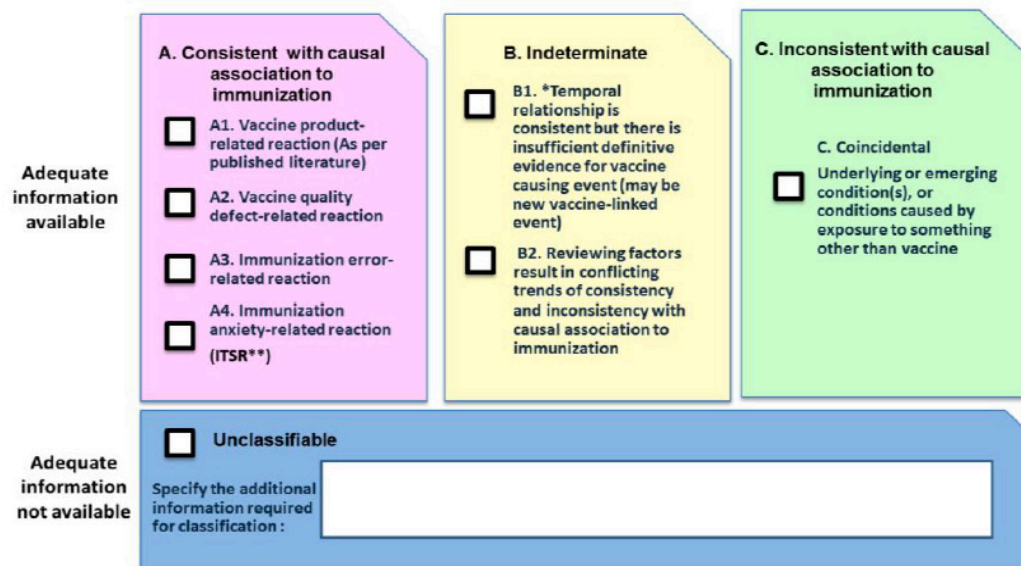 A. Consistent with causal
association to
immunization
A1. Vaccine product-
related reaction (As per
published literature)
A2. Vaccine quality
defect-related reaction
A3. Immunization error-
related reaction
A4. Immunization
anxiety-related reaction
(ITSR**)
B. Indeterminate
B1. *Temporal
relationship is
consistent but there is
insufficient definitive
evidence for vaccine
causing event (may be
new vaccine-linked
event)
B2. Reviewing factors
result in conflicting
trends of consistency
and inconsistency with
causal association to
immunization
C. Inconsistent with causal
association to
immunization
C. Coincidental
Underlying or emerging
condition(s), or
conditions caused by
exposure to something
other than vaccine
Adequate
information
available
Adequate
information
not available
Unclassifiable
Specify the additional
information required
for classification :